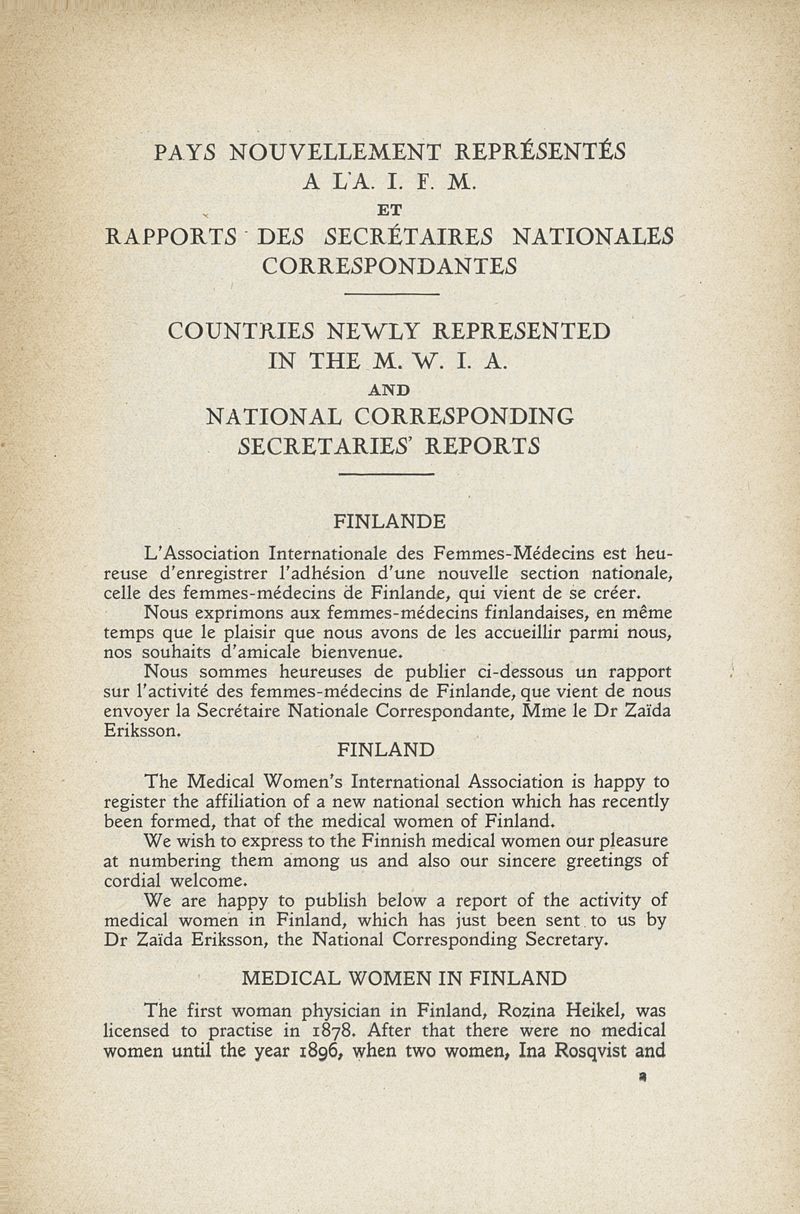 PAYS NOUVELLEMENT REPRÉSENTÉS
A L'A. I. F. M.
ET
RAPPORTS DES SECRÉTAIRES NATIONALES
CORRESPONDANTES
COUNTRIES NEWLY REPRESENTED
IN THE M. W. I. A.
AND
NATIONAL CORRESPONDING
SECRETARIES' REPORTS
FINLANDE
L'Association Internationale des Femmes-Médecins est heu-
reuse d'enregistrer l'adhésion d'une nouvelle section nationale,
celle des femmes-médecins de Finlande, qui vient de se créer.
Nous exprimons aux femmes-médecins finlandaises, en même
temps que le plaisir que nous avons de les accueillir parmi nous,
nos souhaits d'amicale bienvenue.
Nous sommes heureuses de publier ci-dessous un rapport
sur l'activité des femmes-médecins de Finlande, que vient de nous
envoyer la Secrétaire Nationale Correspondante, Mme le Dr Zaïda
Eriksson.
FINLAND
The Medical Women's International Association is happy to
register the affiliation of a new national section which has recently
been formed, that of the medical women of Finland.
We wish to express to the Finnish medical women our pleasure
at numbering them among us and also our sincere greetings of
cordial welcome.
We are happy to publish below a report of the activity of
medical women in Finland, which has just been sent to us by
Dr Zaïda Eriksson, the National Corresponding Secretary.
MEDICAL WOMEN IN FINLAND
The first woman physician in Finland, Rozina Heikel, was
licensed to practise in 1878. After that there were no medical
women until the year 1896, when two women, Ina Rosqvist and